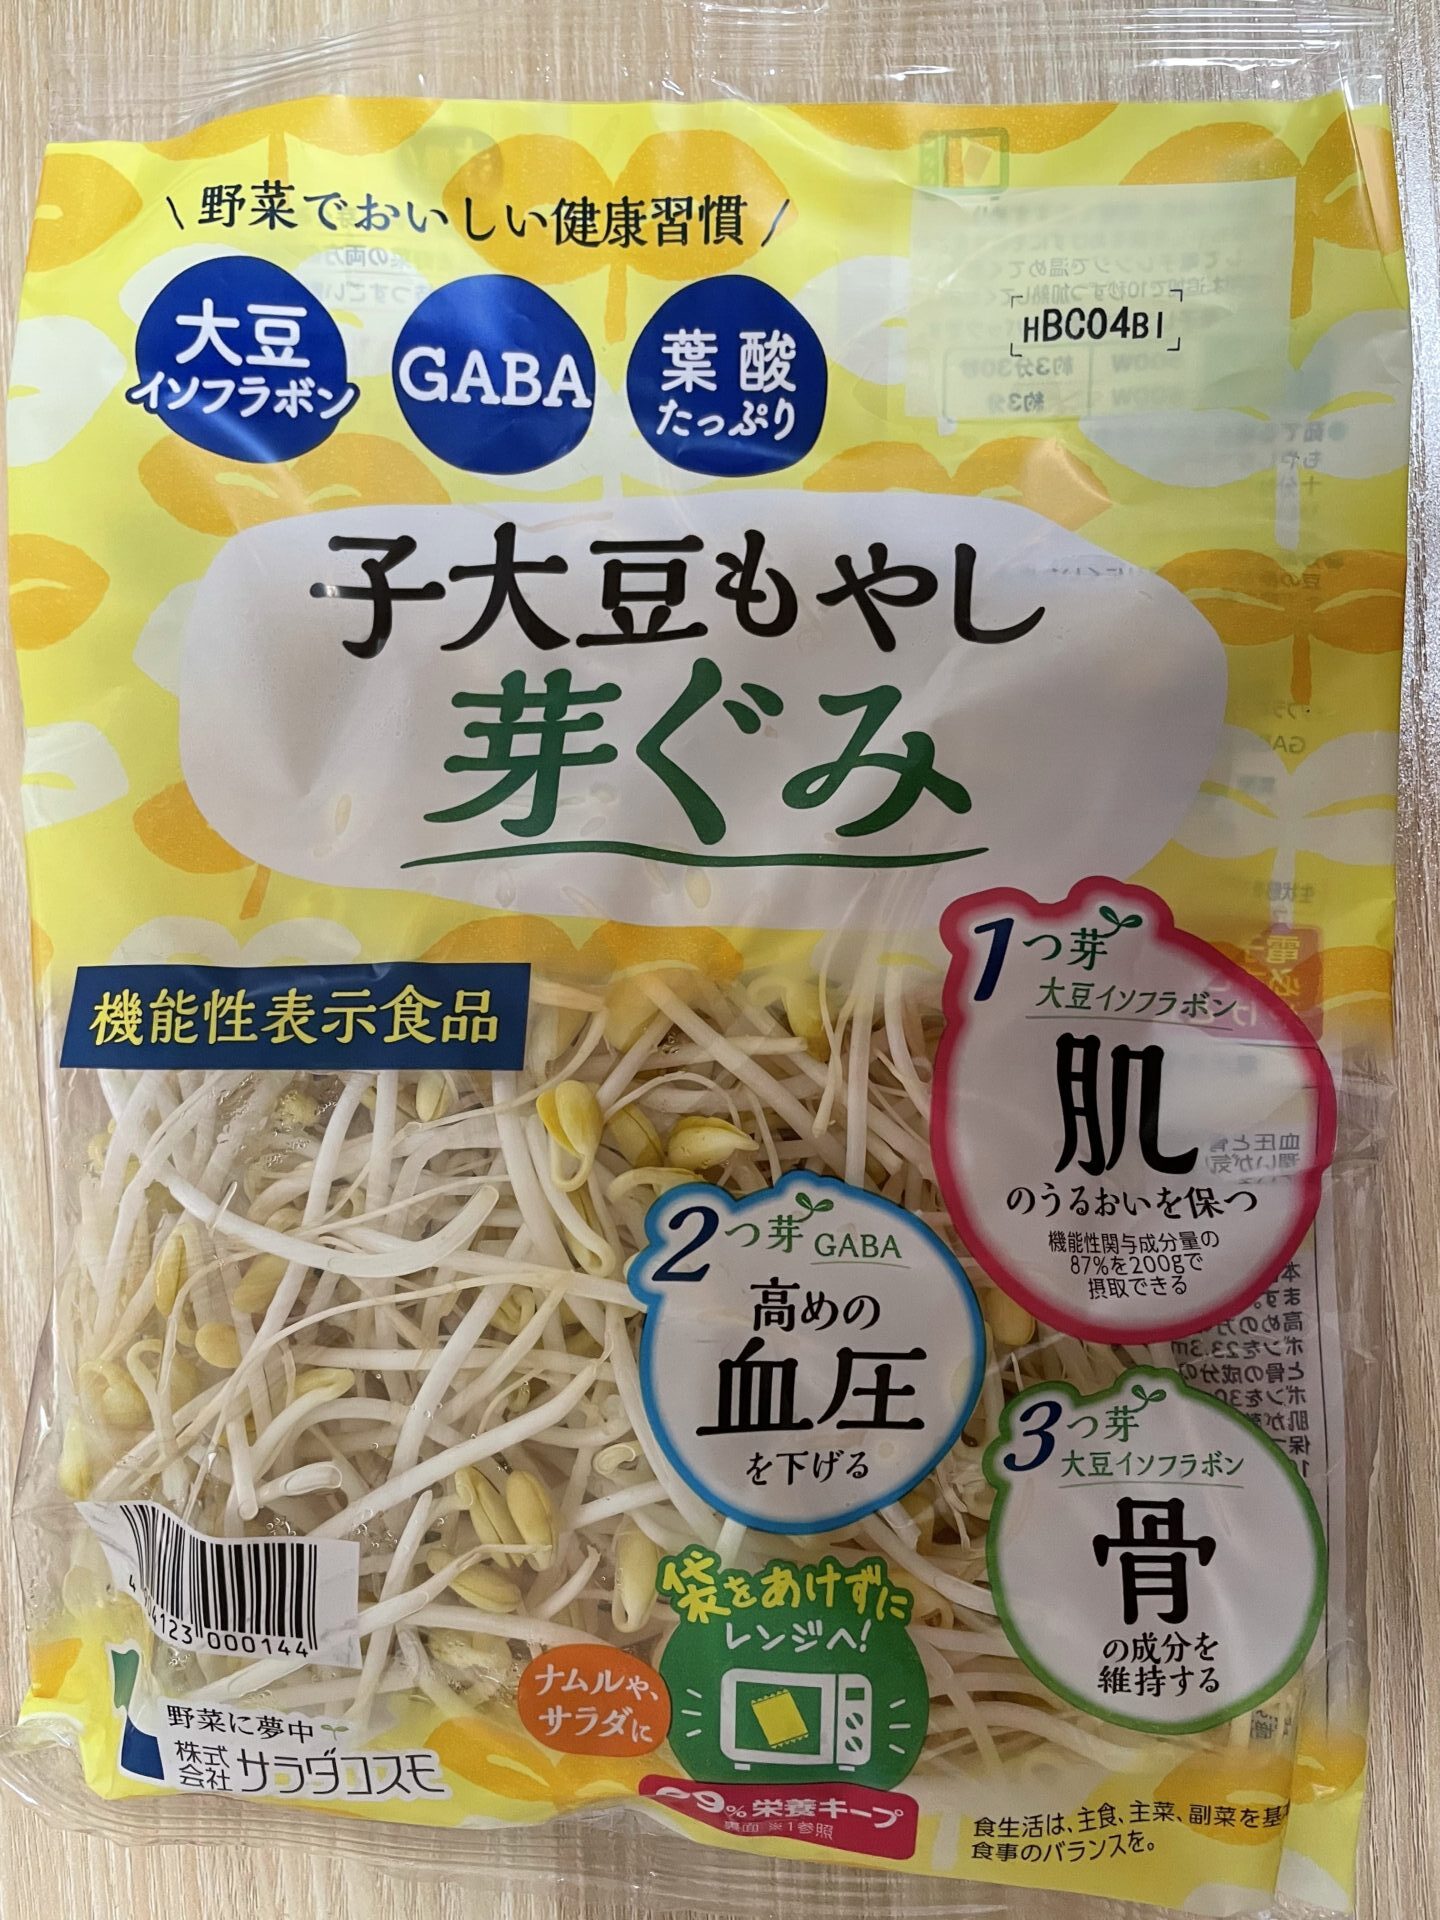 野菜でおいしい健康習慣
大豆
イソフラボン
GABA
葉酸
たっぷり
HBC04BI
子大豆もやし
芽ぐみ
機能性表示食品
1つ芽
大豆イソフラボン
肌
のうるおいを保つ
機能性関与成分量の
87%を200gで
摂取できる
2つ芽 GABA
高めの
血圧
を下げる
3つ芽
大豆イソフラボン
骨
の成分を
維持する
4123 000144
袋をあけずに
レンジへ!
ナムルや、
サラダに
9%栄養キープ
裏面 ※1参照
野菜に夢中
株式
会社 サラダコスモ
食生活は、主食、主菜、副菜を基
食事のバランスを。